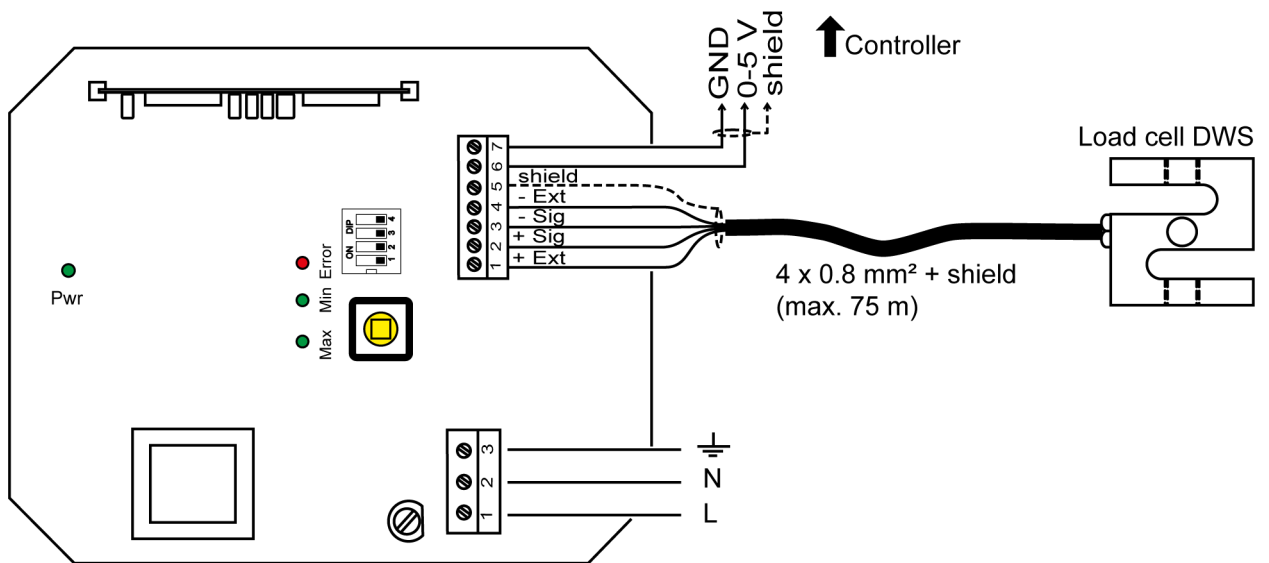 GND
0-5 V
shield
Controller
Load cell DWS
7
6
5
4
3
2
1
shield
- Ext
- Sig
+ Sig
+ Ext
4 x 0.8 mm² + shield
(max. 75 m)
ON DIP
1 2 3 4
Pwr
Error
Min
Max
3
2
1
N
L